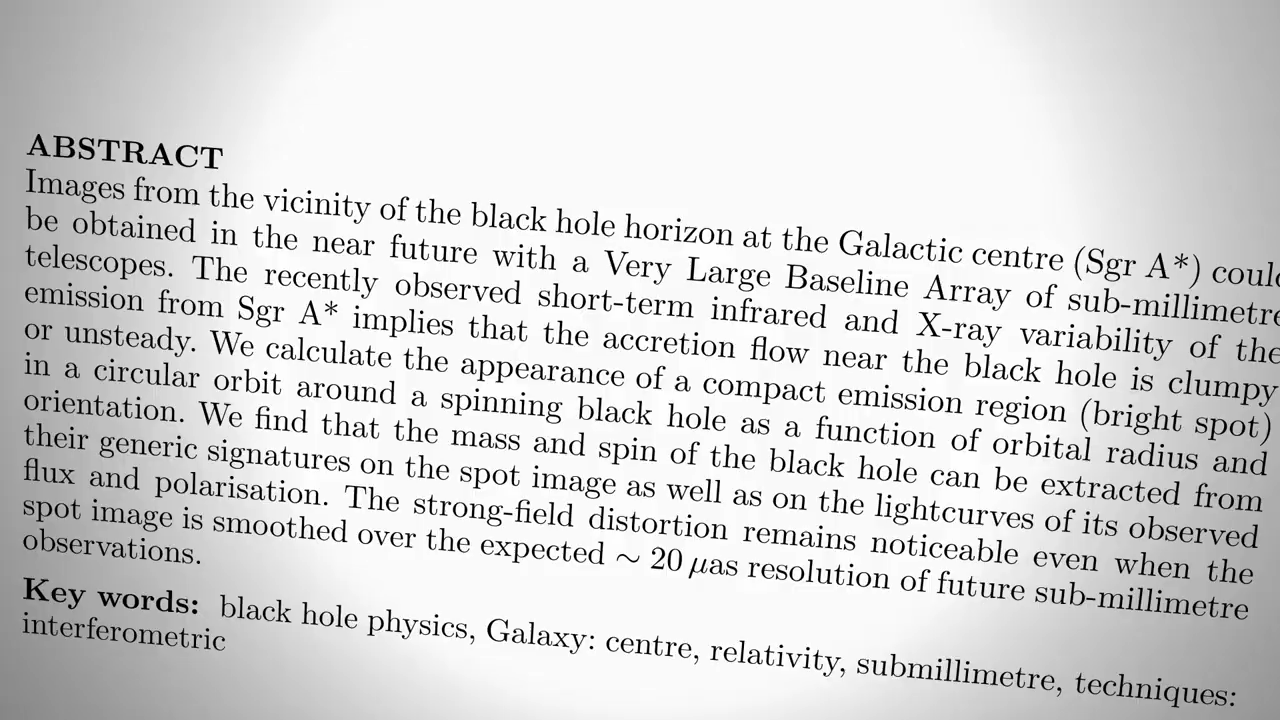 ABSTRACT
Images from the vicinity of the black hole horizon at the Galactic centre (Sgr A*) could
be obtained in the near future with a Very Large Baseline Array of sub-millimetre
telescopes. The recently observed short-term infrared and X-ray variability of the
emission from Sgr A* implies that the accretion flow near the black hole is clumpy
or unsteady. We calculate the appearance of a compact emission region (bright spot)
in a circular orbit around a spinning black hole as a function of orbital radius and
orientation. We find that the mass and spin of the black hole can be extracted from
their generic signatures on the spot image as well as on the lightcurves of its observed
flux and polarisation. The strong-field distortion remains noticeable even when the
spot image is smoothed over the expected ∼ 20 μas resolution of future sub-millimetre
observations.
Key words: black hole physics, Galaxy: centre, relativity, submillimetre, techniques:
interferometric